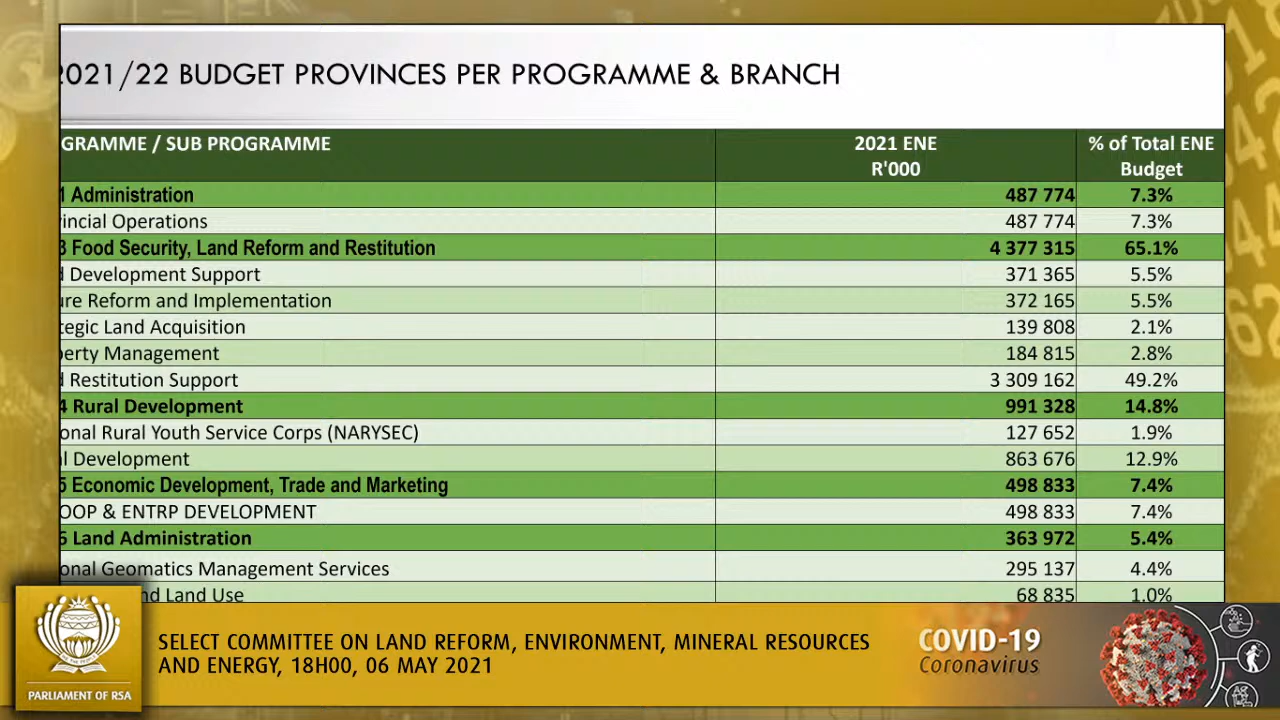 2021/22 BUDGET PROVINCES PER PROGRAMME & BRANCH
GRAMME / SUB PROGRAMME 2021 ENE R'000 % of Total ENE Budget
1 Administration 487 774 7.3%
vincial Operations 487 774 7.3%
3 Food Security, Land Reform and Restitution 4 377 315 65.1%
d Development Support 371 365 5.5%
ure Reform and Implementation 372 165 5.5%
tegic Land Acquisition 139 808 2.1%
perty Management 184 815 2.8%
d Restitution Support 3 309 162 49.2%
4 Rural Development 991 328 14.8%
onal Rural Youth Service Corps (NARYSEC) 127 652 1.9%
al Development 863 676 12.9%
5 Economic Development, Trade and Marketing 498 833 7.4%
OOP & ENTRP DEVELOPMENT 498 833 7.4%
6 Land Administration 363 972 5.4%
onal Geomatics Management Services 295 137 4.4%
nd Land Use 68 835 1.0%
SELECT COMMITTEE ON LAND REFORM, ENVIRONMENT, MINERAL RESOURCES
AND ENERGY, 18H00, 06 MAY 2021
PARLIAMENT OF RSA
COVID-19
Coronavirus